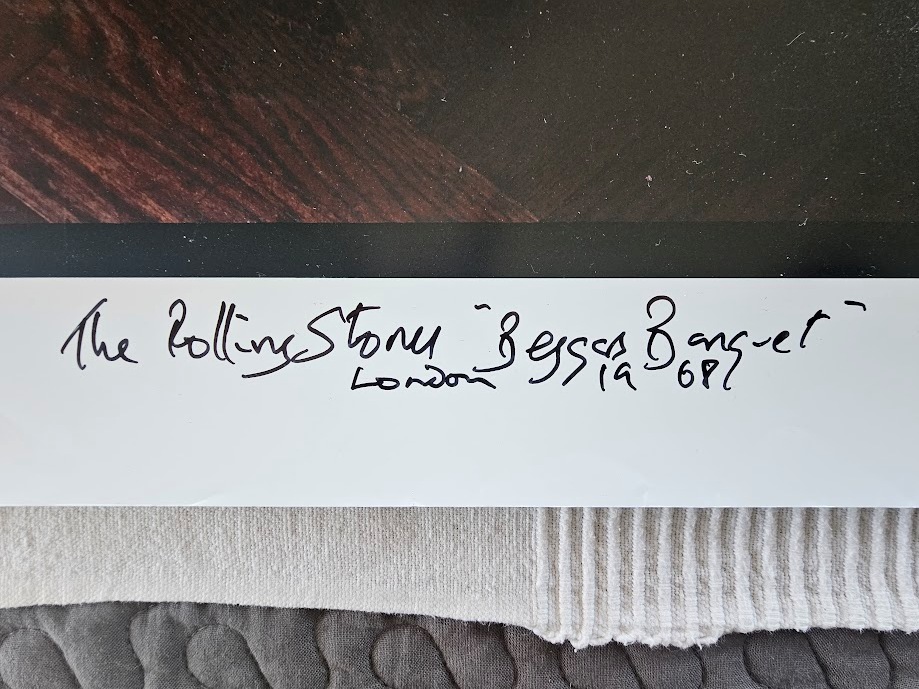 The Rolling Stones "Beggars Banquet"
London 1968